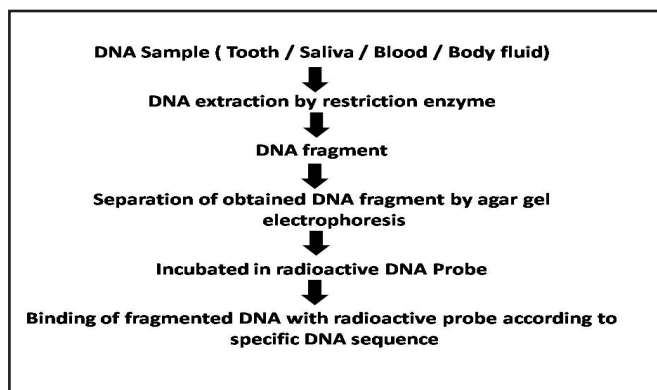 DNA Sample ( Tooth / Saliva / Blood / Body fluid)
DNA extraction by restriction enzyme
DNA fragment
Separation of obtained DNA fragment by agar gel
electrophoresis
Incubated in radioactive DNA Probe
Binding of fragmented DNA with radioactive probe according to
specific DNA sequence